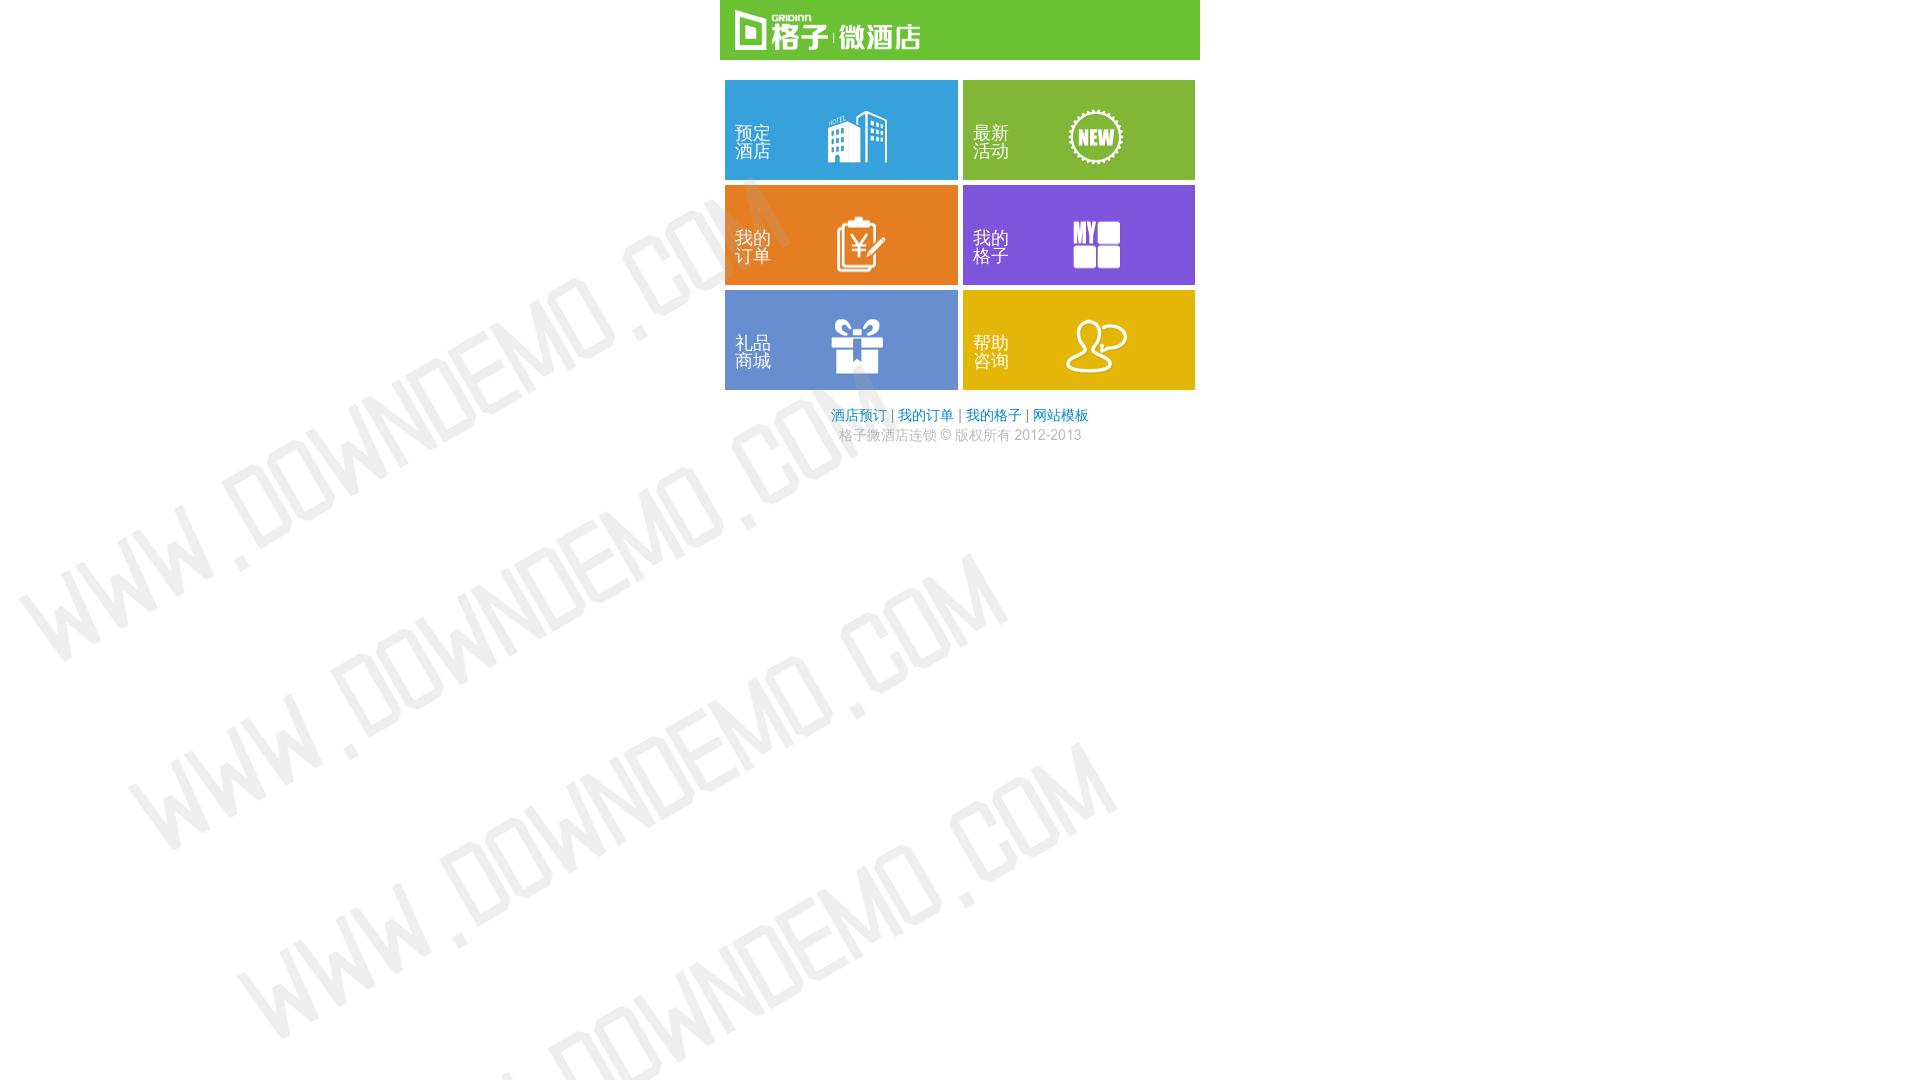 GRIDINN
格子 | 微酒店
预定
酒店
HOTEL
最新
活动
NEW
我的
订单
¥
我的
格子
MY
礼品
商城
帮助
咨询
酒店预订 | 我的订单 | 我的格子 | 网站模板
格子微酒店连锁 © 版权所有 2012-2013
WWW.DOWNDEMO.COM
WWW.DOWNDEMO.COM
WWW.DOWNDEMO.COM
DOWNDEMO.COM